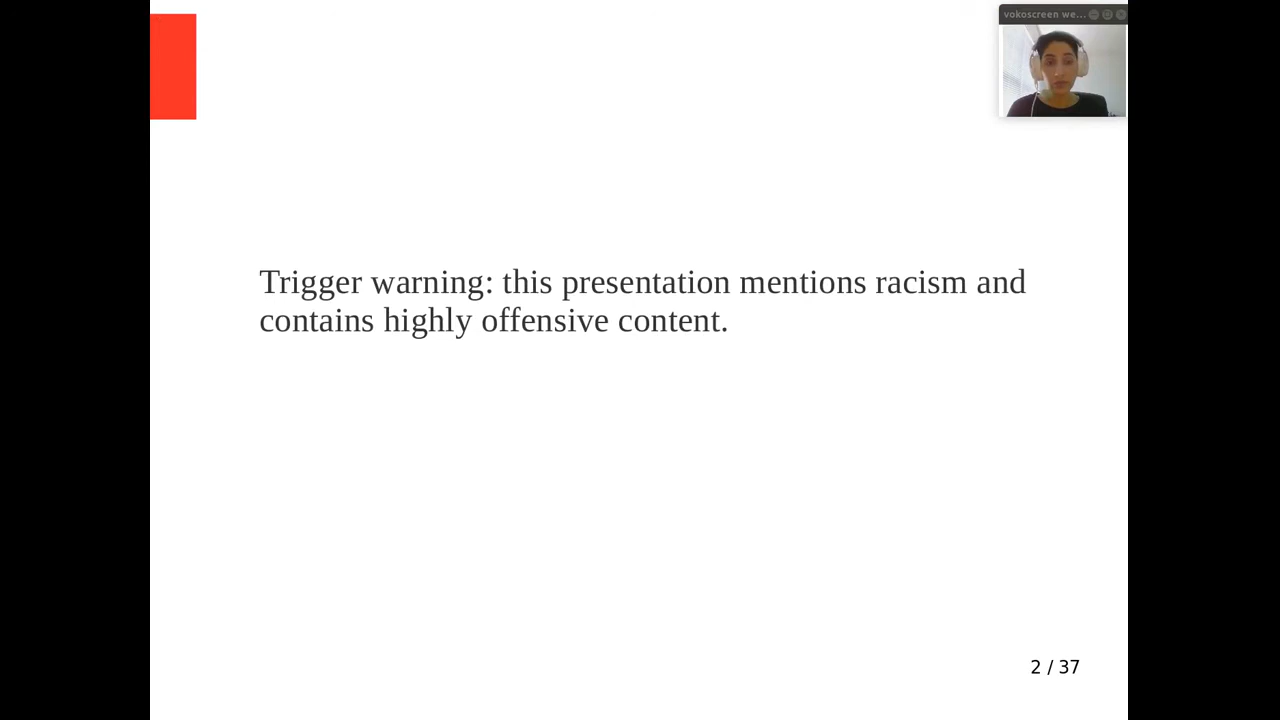 vokoscreen we...
Trigger warning: this presentation mentions racism and
contains highly offensive content.
2 / 37